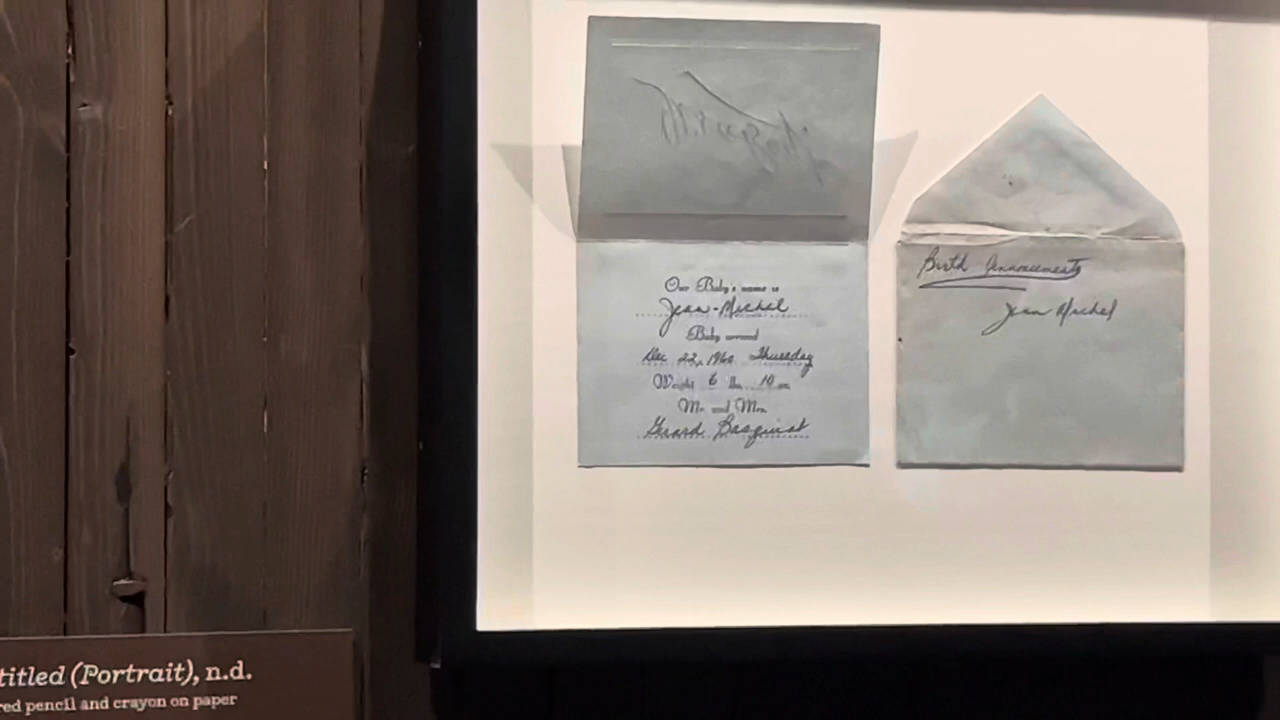 Our Baby's name is
Jean-Michel
Baby arrived
Dec 22, 1960 Thursday
Weight 6 lbs. 10 oz.
Mr. and Mrs.
Gerard Basquiat
Birth Announcements
Jean Michel
titled (Portrait), n.d.
red pencil and crayon on paper